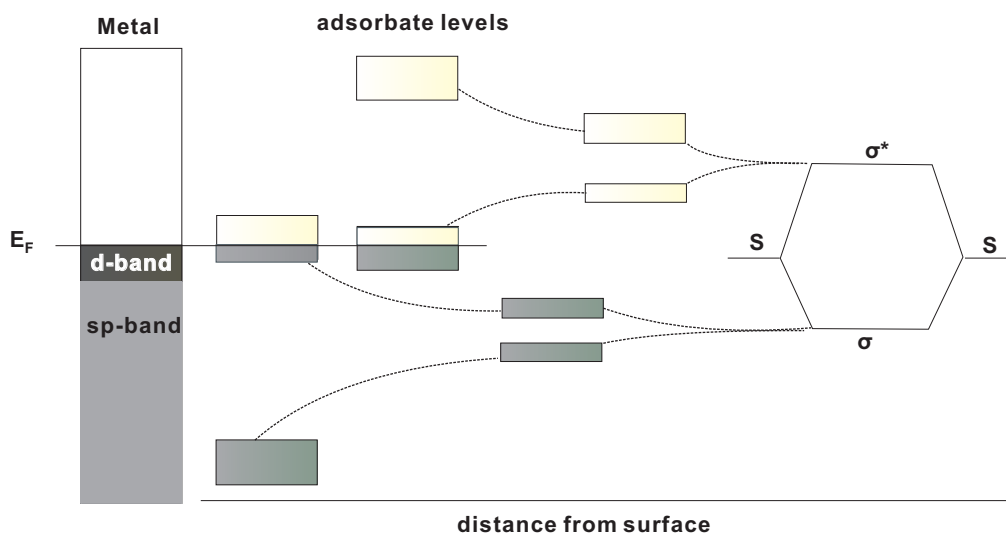 Metal
adsorbate levels
σ*
E_F
S
S
d-band
sp-band
σ
distance from surface